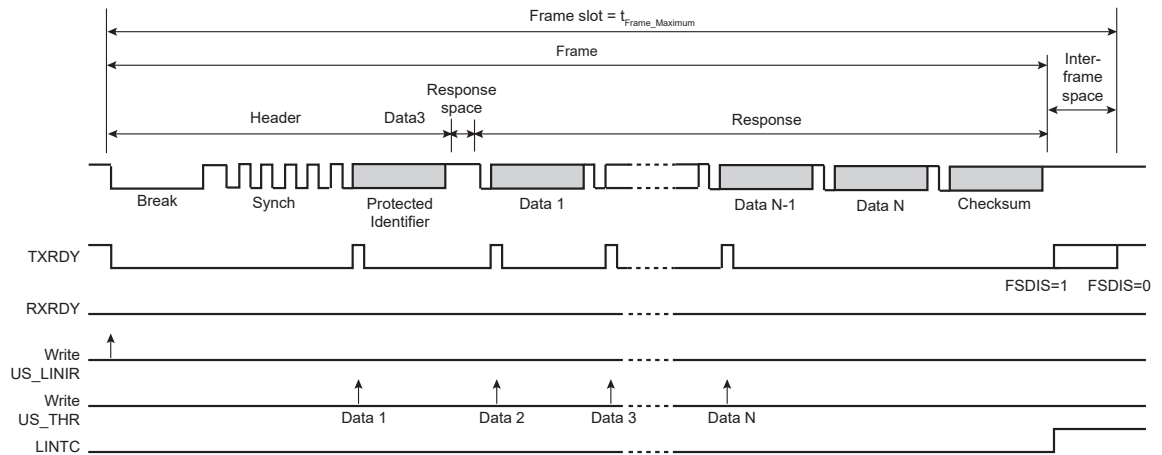 Frame slot = tFrame_Maximum
Frame
Inter-
frame
space
Response
space
Header
Data3
Response
Break
Synch
Protected
Identifier
Data 1
Data N-1
Data N
Checksum
TXRDY
FSDIS=1
FSDIS=0
RXRDY
Write
US_LINIR
Write
US_THR
Data 1
Data 2
Data 3
Data N
LINTC